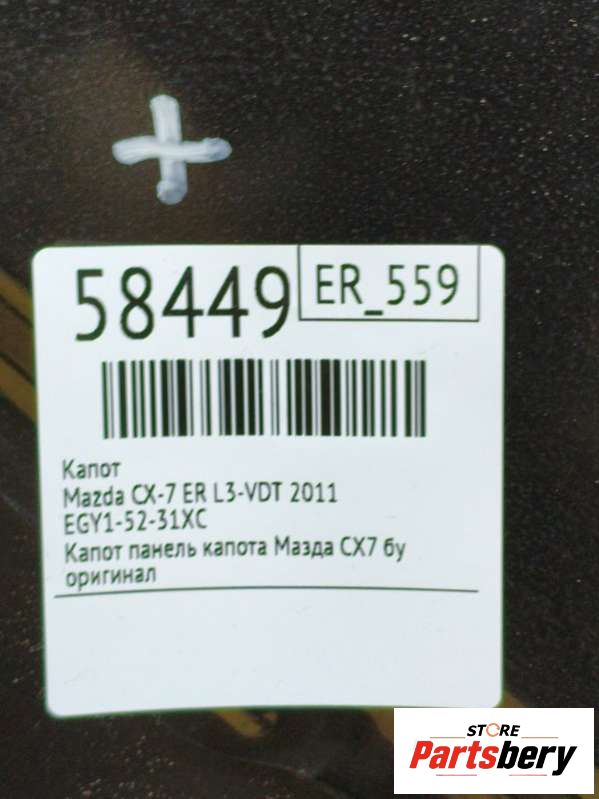 58449
ER_559
Капот
Mazda CX-7 ER L3-VDT 2011
EGY1-52-31XC
Капот панель капота Мазда CX7 бу
оригинал
STORE
Partsbery